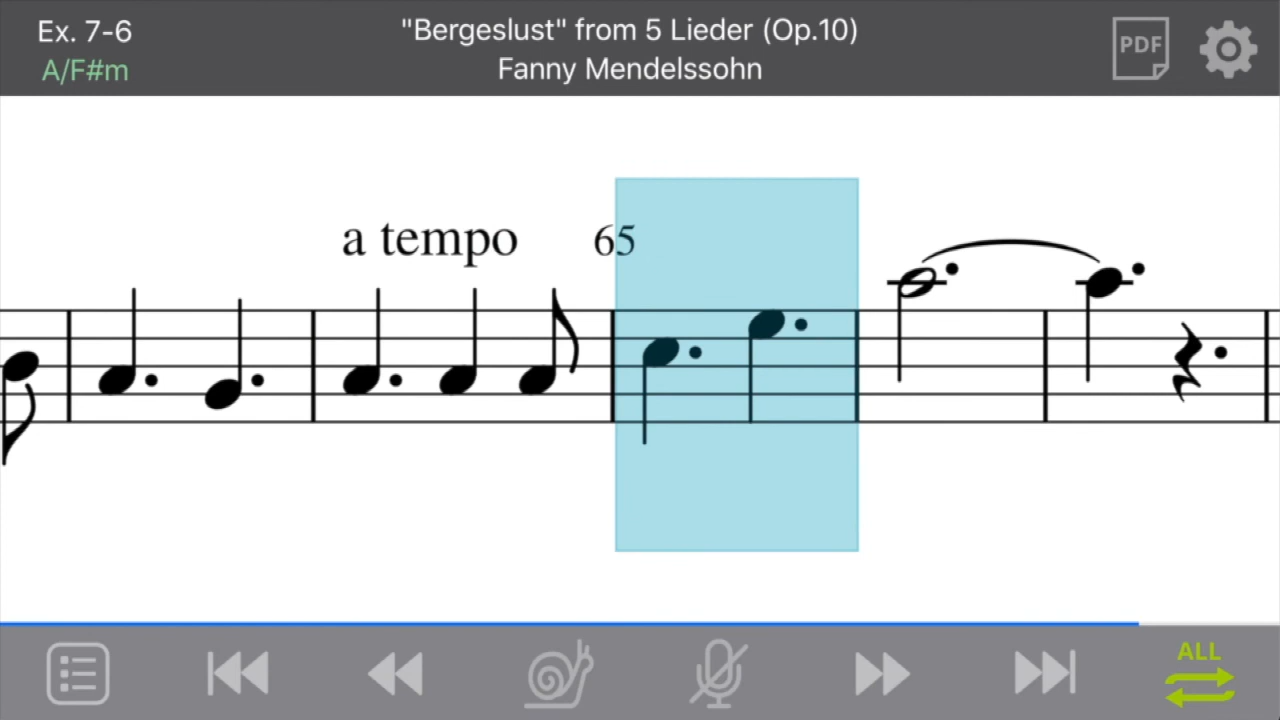 Ex. 7-6
A/F#m
"Bergeslust" from 5 Lieder (Op.10)
Fanny Mendelssohn
PDF
a tempo
65
ALL